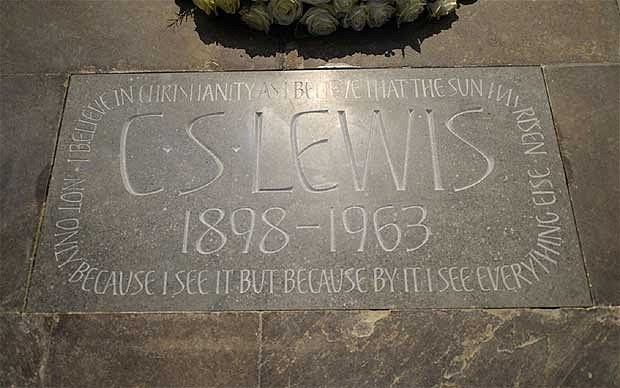 I BELIEVE IN CHRISTIANITY AS I BELIEVE THAT THE SUN HAS RISEN NOT ONLY BECAUSE I SEE IT BUT BECAUSE BY IT I SEE EVERYTHING ELSE
C S LEWIS
1898-1963